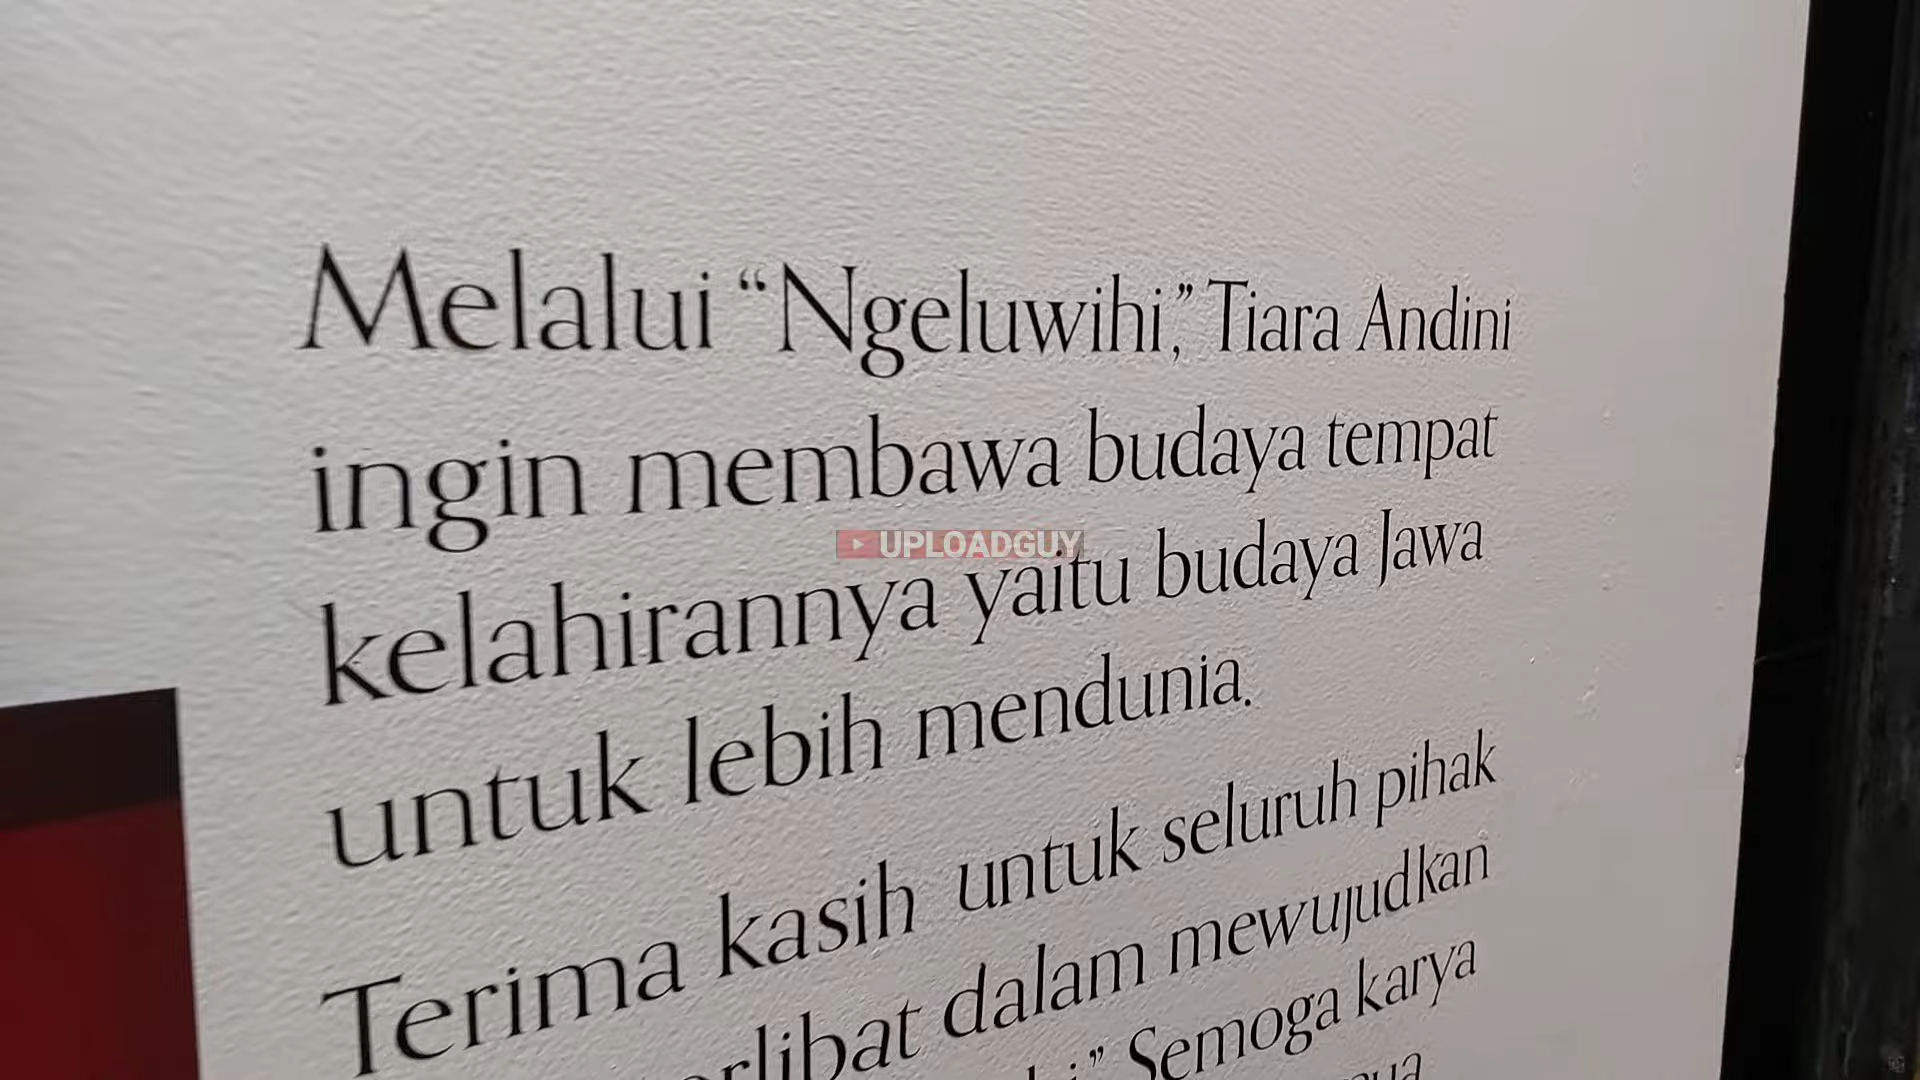 Melalui “Ngeluwihi,” Tiara Andini
ingin membawa budaya tempat
UPLOADGUY
kelahirannya yaitu budaya Jawa
untuk lebih mendunia.
Terima kasih untuk seluruh pihak
dalam mewujudkan
Semoga karya